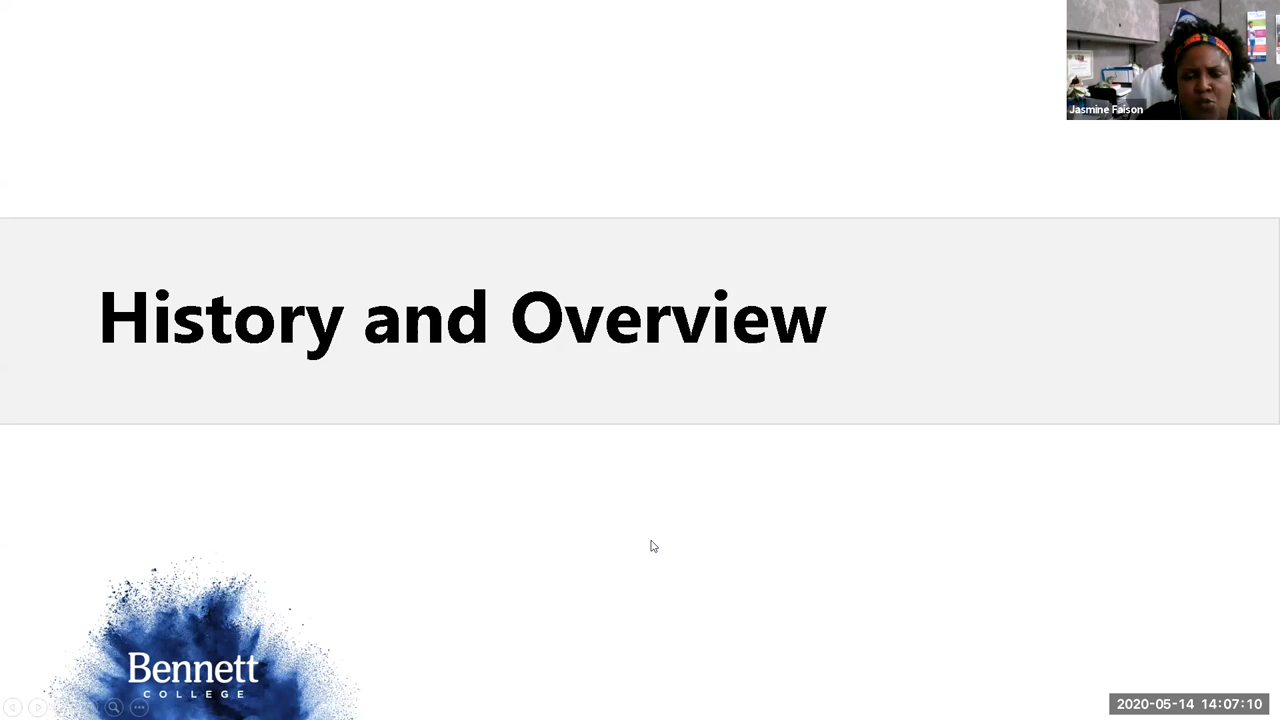 Jasmine Faison
History and Overview
Bennett
COLLEGE
2020-05-14 14:07:10